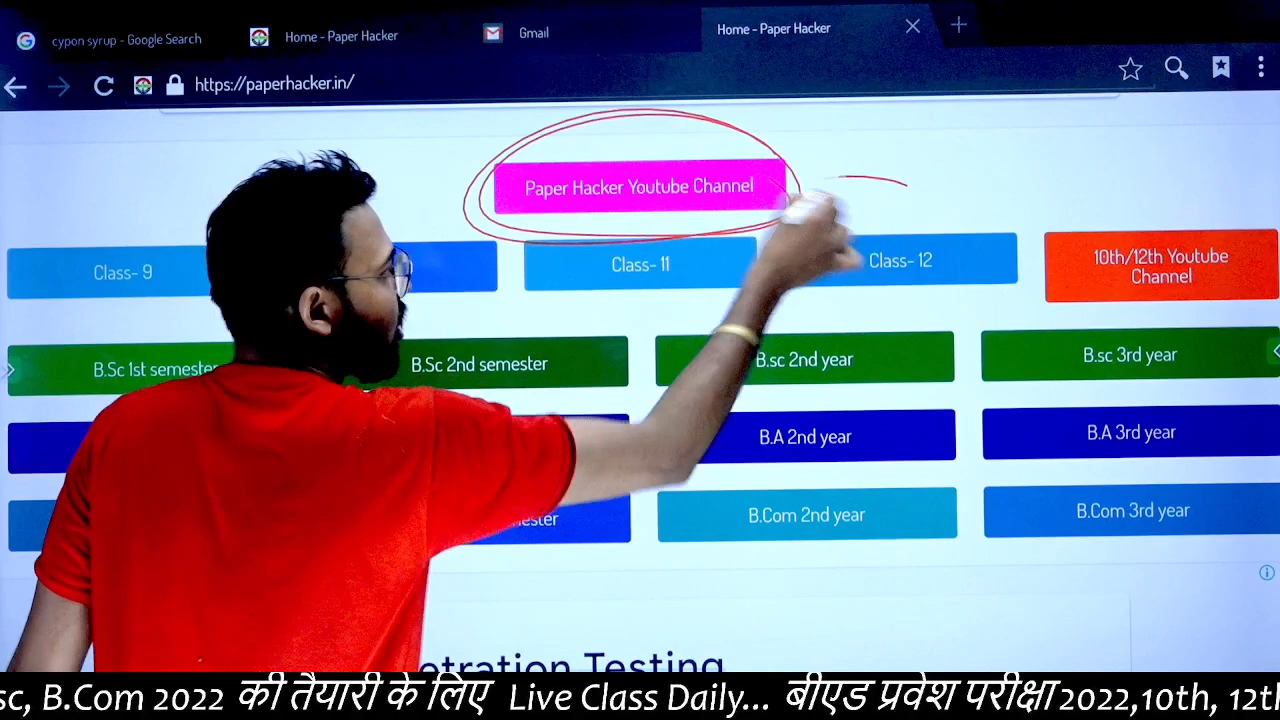 cypon syrup - Google Search
Home - Paper Hacker
Gmail
Home - Paper Hacker
https://paperhacker.in/
Paper Hacker Youtube Channel
Class- 9
Class- 11
Class- 12
10th/12th Youtube
Channel
B.Sc 1st semester
B.Sc 2nd semester
B.sc 2nd year
B.sc 3rd year
B.A 2nd year
B.A 3rd year
B.Com 2nd year
B.Com 3rd year
Testing
B.Com 2022 की तैयारी के लिए Live Class Daily... बीएड प्रवेश परीक्षा 2022,10th, 12th